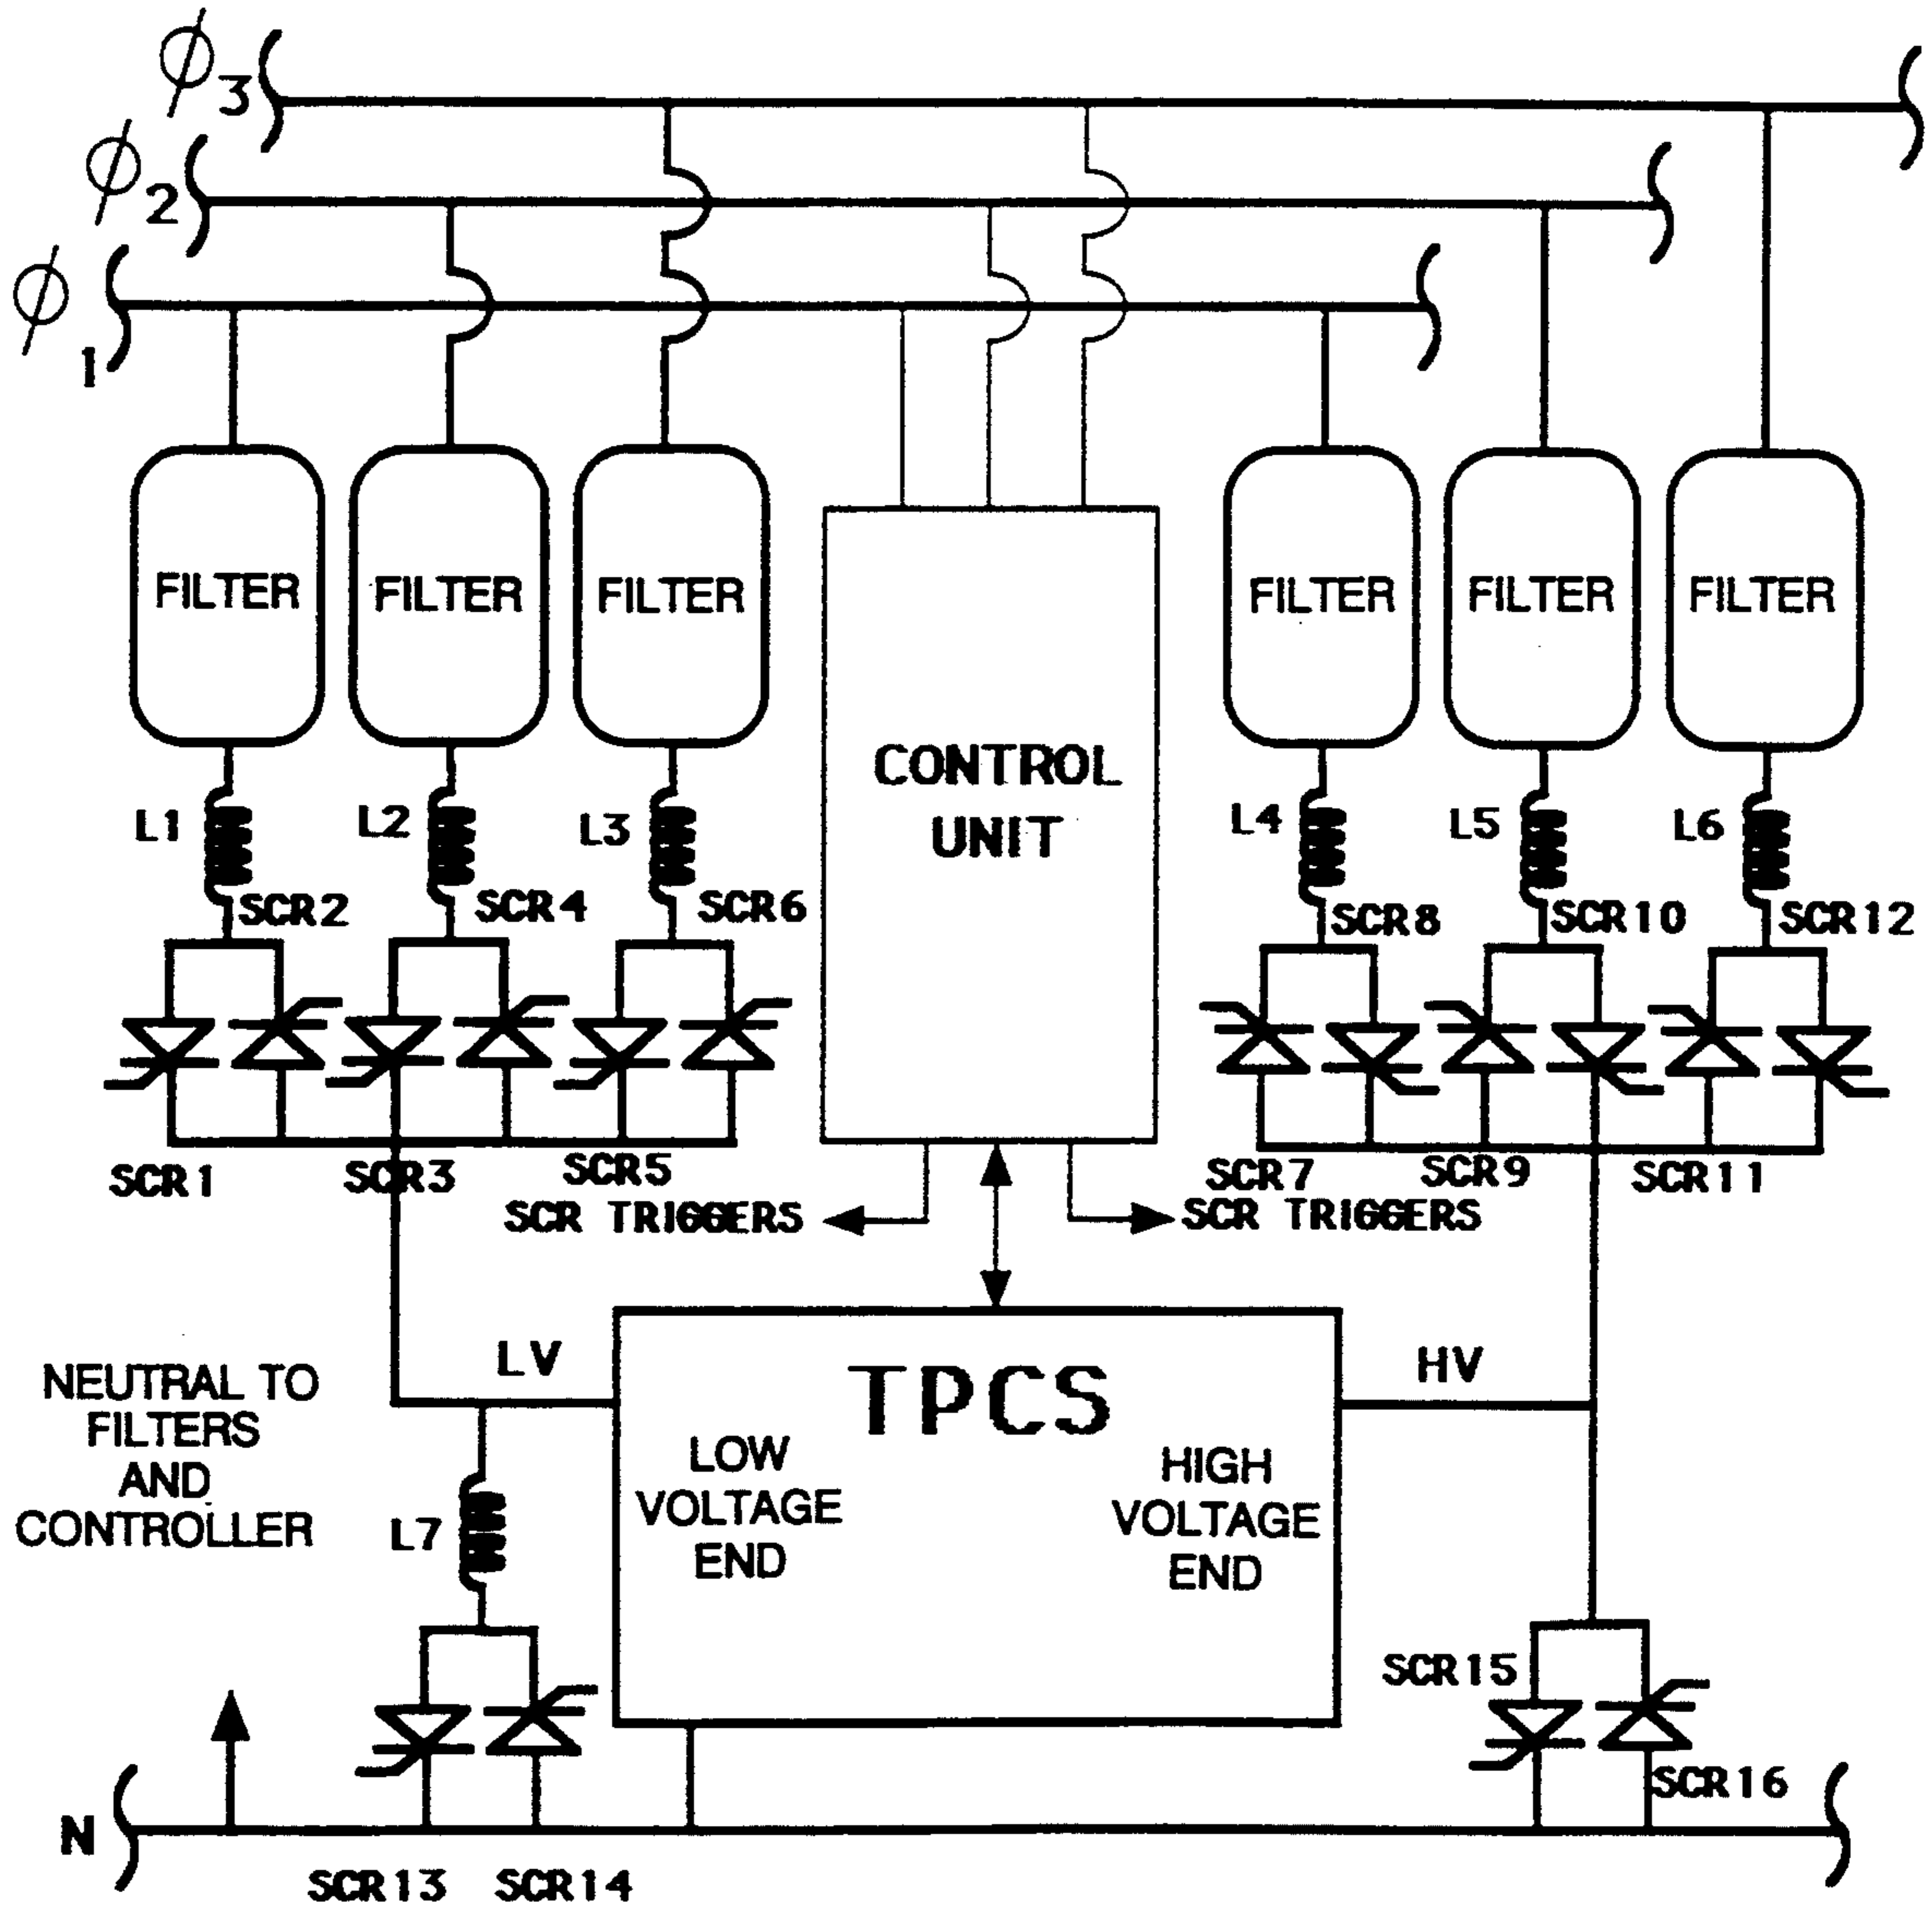 ϕ3
ϕ2
ϕ1
FILTER FILTER FILTER FILTER FILTER FILTER
CONTROL
UNIT
L1 L2 L3 L4 L5 L6
SCR2 SCR4 SCR6 SCR8 SCR10 SCR12
SCR1 SCR3 SCR5 SCR7 SCR9 SCR11
SCR TRIGGERS SCR TRIGGERS
LV TPCS HV
NEUTRAL TO
FILTERS
AND
CONTROLLER
LOW
VOLTAGE
END
HIGH
VOLTAGE
END
L7
SCR15
SCR16
N
SCR13 SCR14